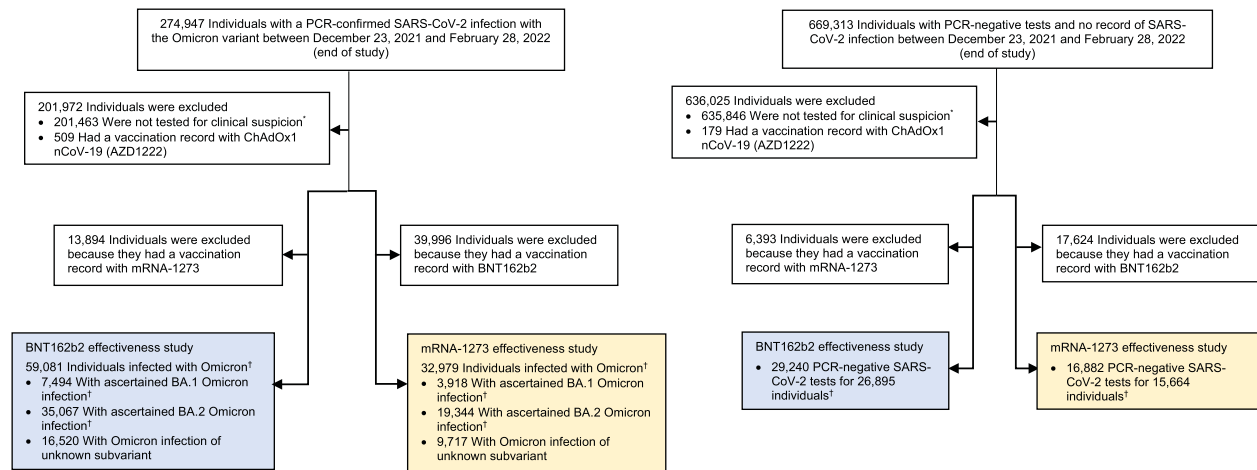 274,947 Individuals with a PCR-confirmed SARS-CoV-2 infection with
the Omicron variant between December 23, 2021 and February 28, 2022
(end of study)
201,972 Individuals were excluded
• 201,463 Were not tested for clinical suspicion*
• 509 Had a vaccination record with ChAdOx1
nCoV-19 (AZD1222)
13,894 Individuals were excluded
because they had a vaccination
record with mRNA-1273
39,996 Individuals were excluded
because they had a vaccination
record with BNT162b2
BNT162b2 effectiveness study
59,081 Individuals infected with Omicron†
• 7,494 With ascertained BA.1 Omicron
infection†
• 35,067 With ascertained BA.2 Omicron
infection†
• 16,520 With Omicron infection of
unknown subvariant
mRNA-1273 effectiveness study
32,979 Individuals infected with Omicron†
• 3,918 With ascertained BA.1 Omicron
infection†
• 19,344 With ascertained BA.2 Omicron
infection†
• 9,717 With Omicron infection of
unknown subvariant
669,313 Individuals with PCR-negative tests and no record of SARS-
CoV-2 infection between December 23, 2021 and February 28, 2022
(end of study)
636,025 Individuals were excluded
• 635,846 Were not tested for clinical suspicion*
• 179 Had a vaccination record with ChAdOx1
nCoV-19 (AZD1222)
6,393 Individuals were excluded
because they had a vaccination
record with mRNA-1273
17,624 Individuals were excluded
because they had a vaccination
record with BNT162b2
BNT162b2 effectiveness study
• 29,240 PCR-negative SARS-
CoV-2 tests for 26,895
individuals†
mRNA-1273 effectiveness study
• 16,882 PCR-negative SARS-
CoV-2 tests for 15,664
individuals†